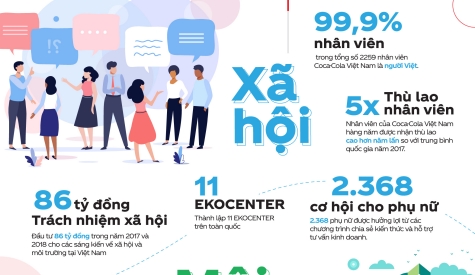 99,9%
nhân viên
trong tổng số 2259 nhân viên
Coca-Cola Việt Nam là người Việt.
Xã
hội
5x Thù lao
nhân viên
Nhân viên của Coca-Cola Việt Nam
hàng năm được nhận thù lao
cao hơn năm lần so với trung bình
quốc gia năm 2017.
86 tỷ đồng
Trách nhiệm xã hội
Đầu tư 86 tỷ đồng trong năm 2017 và
2018 cho các sáng kiến về xã hội và
môi trường tại Việt Nam
11
EKOCENTER
Thành lập 11 EKOCENTER
trên toàn quốc
2.368
cơ hội cho phụ nữ
2.368 phụ nữ được hưởng lợi từ các
chương trình chia sẻ kiến thức và hỗ trợ
tư vấn kinh doanh.